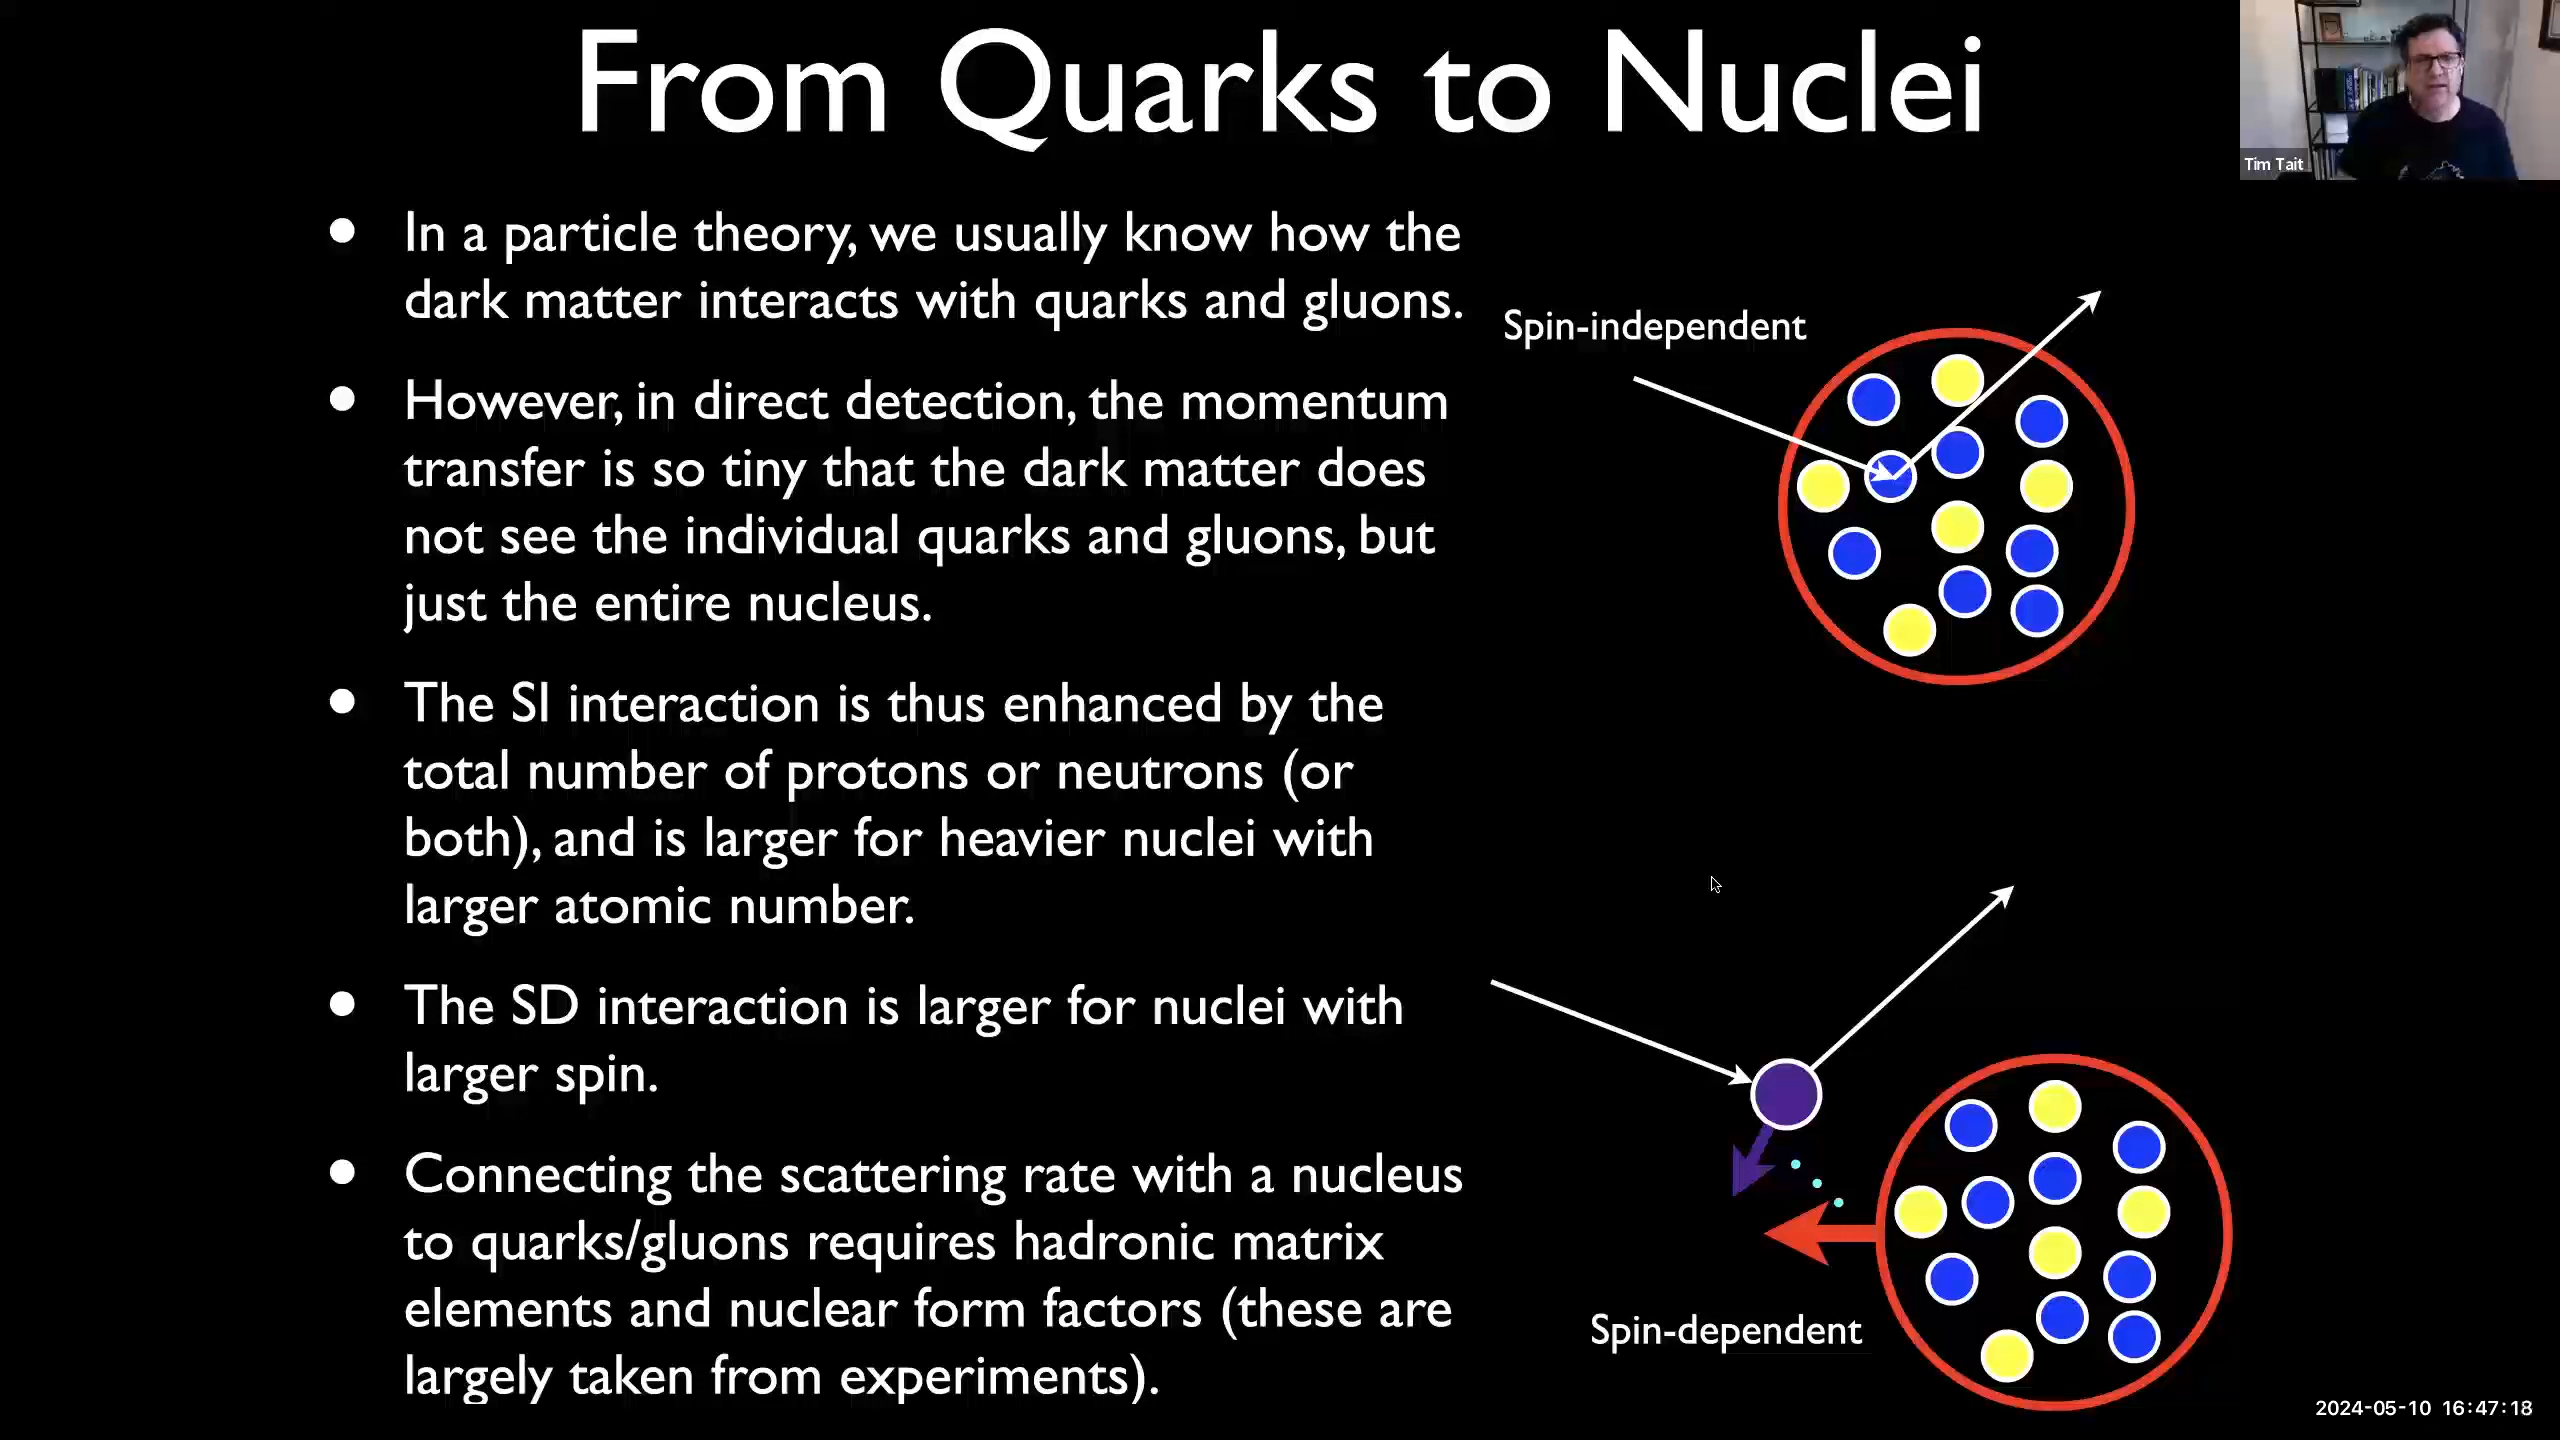 From Quarks to Nuclei
Tim Tait
• In a particle theory, we usually know how the
dark matter interacts with quarks and gluons.
• However, in direct detection, the momentum
transfer is so tiny that the dark matter does
not see the individual quarks and gluons, but
just the entire nucleus.
• The SI interaction is thus enhanced by the
total number of protons or neutrons (or
both), and is larger for heavier nuclei with
larger atomic number.
• The SD interaction is larger for nuclei with
larger spin.
• Connecting the scattering rate with a nucleus
to quarks/gluons requires hadronic matrix
elements and nuclear form factors (these are
largely taken from experiments).
Spin-independent
Spin-dependent
2024-05-10 16:47:18